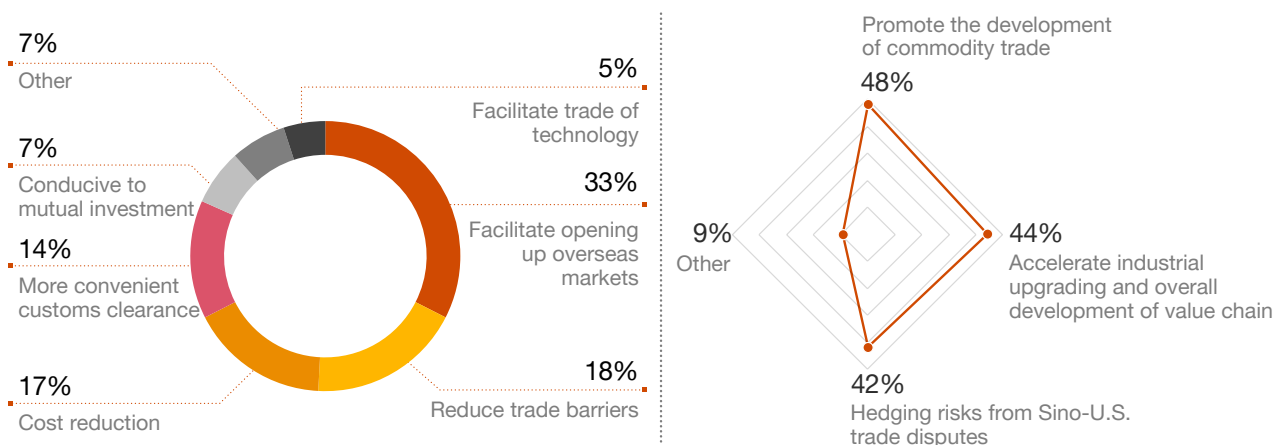 7%
Other
5%
Facilitate trade of
technology
7%
Conducive to
mutual investment
33%
Facilitate opening
up overseas
markets
14%
More convenient
customs clearance
17%
Cost reduction
18%
Reduce trade barriers
Promote the development
of commodity trade
48%
9%
Other
44%
Accelerate industrial
upgrading and overall
development of value chain
42%
Hedging risks from Sino-U.S.
trade disputes